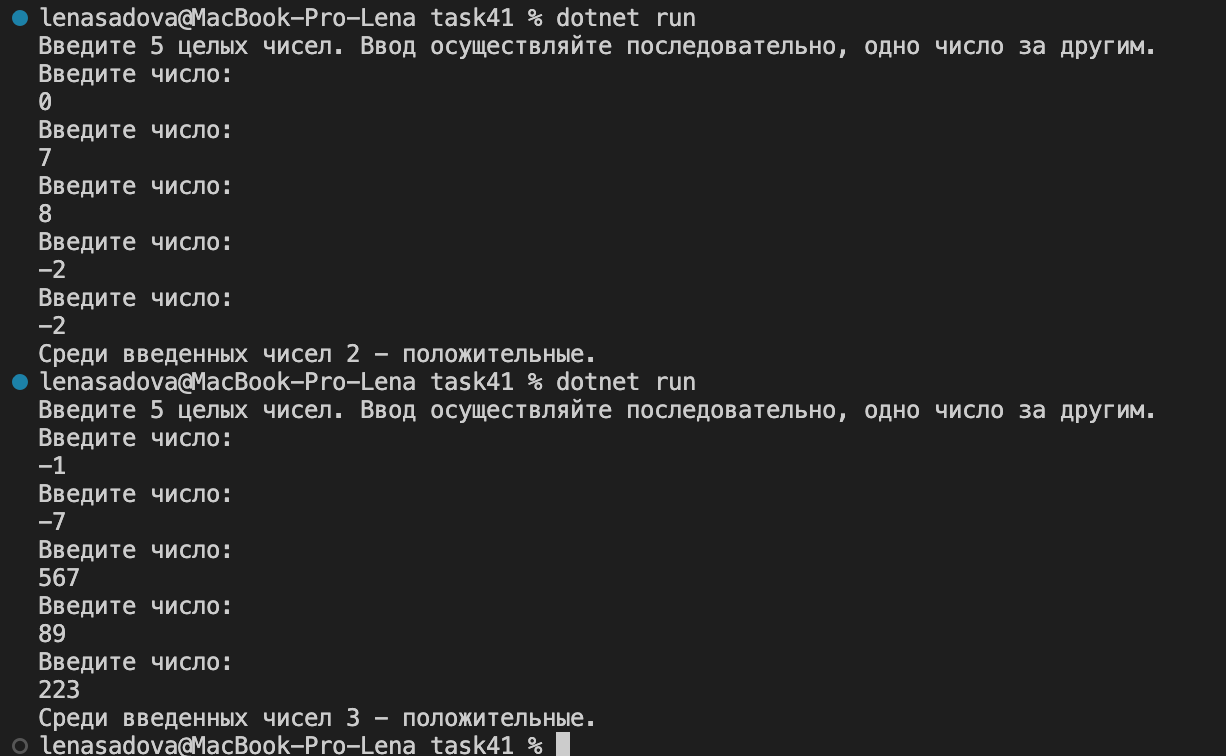 lenasadova@MacBook-Pro-Lena task41 % dotnet run
Введите 5 целых чисел. Ввод осуществляйте последовательно, одно число за другим.
Введите число:
0
Введите число:
7
Введите число:
8
Введите число:
-2
Введите число:
-2
Среди введенных чисел 2 - положительные.
lenasadova@MacBook-Pro-Lena task41 % dotnet run
Введите 5 целых чисел. Ввод осуществляйте последовательно, одно число за другим.
Введите число:
-1
Введите число:
-7
Введите число:
567
Введите число:
89
Введите число:
223
Среди введенных чисел 3 - положительные.
lenasadova@MacBook-Pro-Lena task41 %